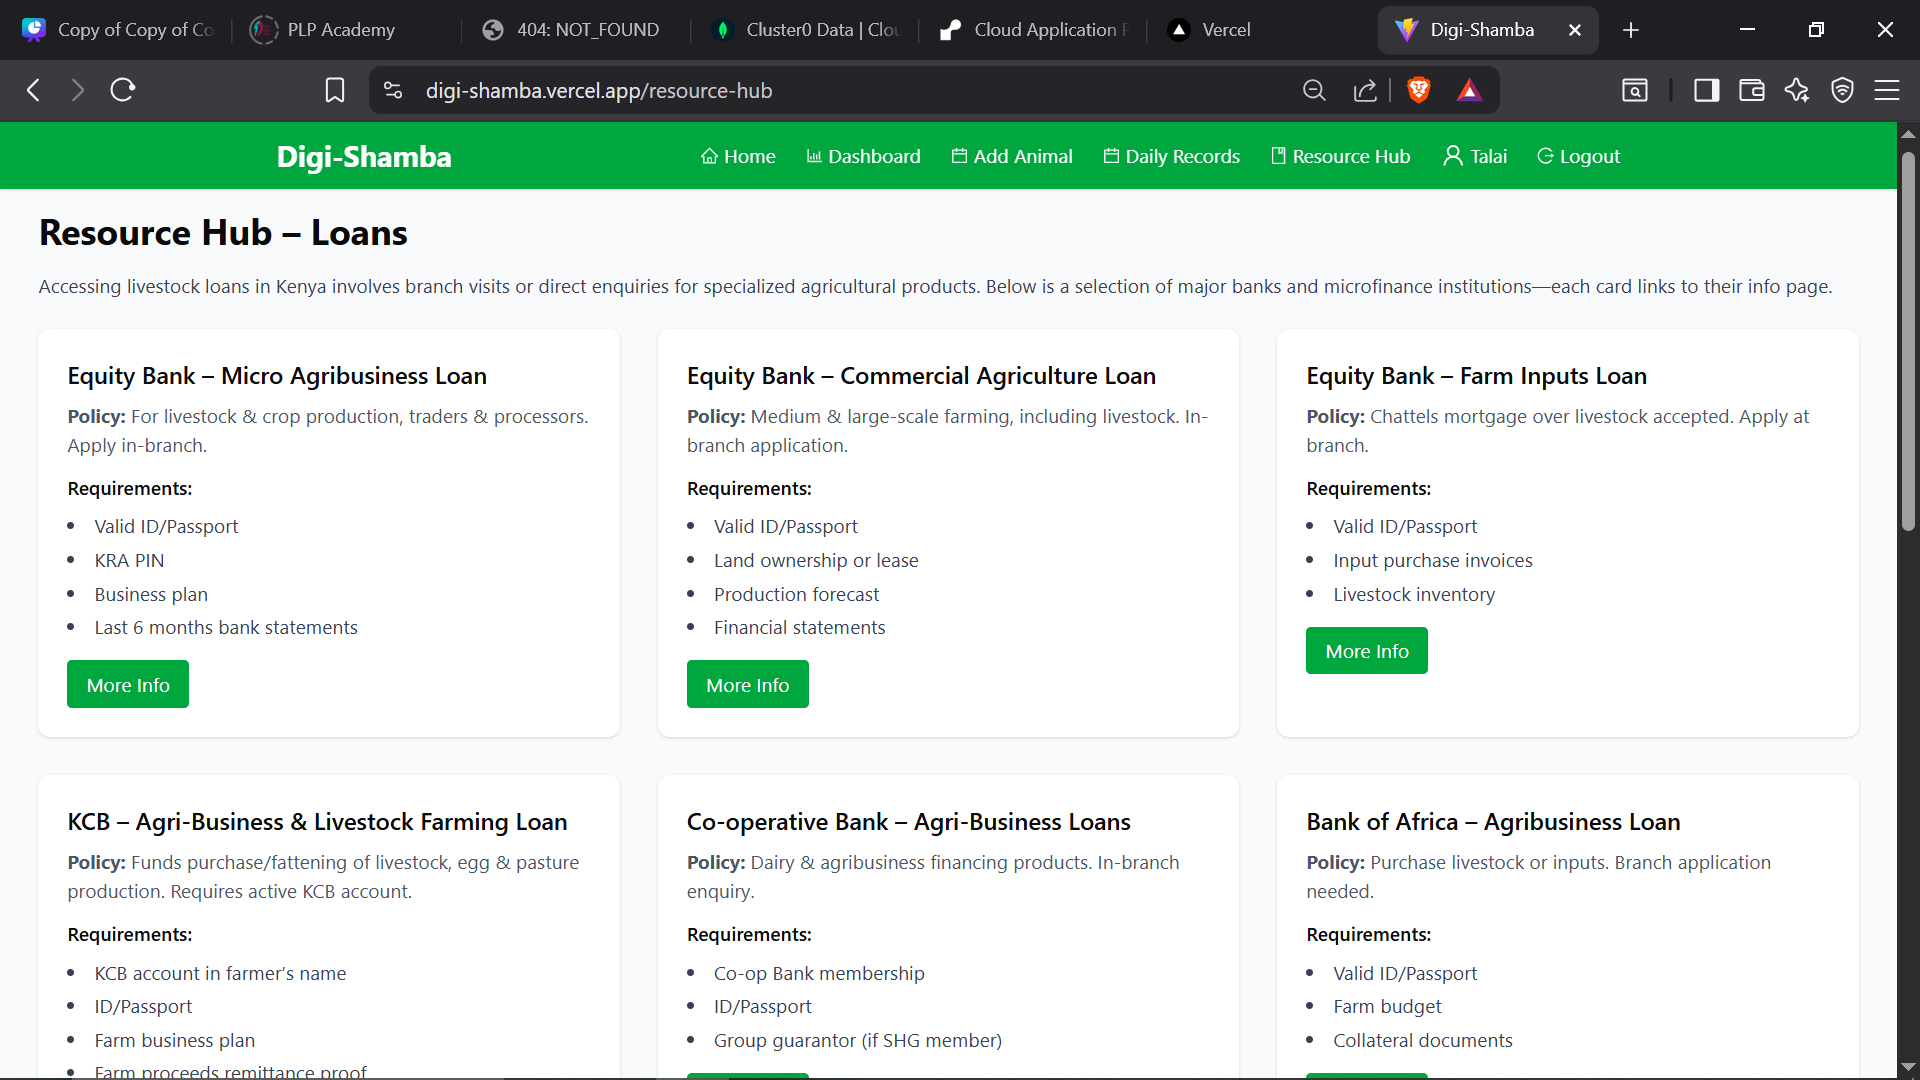 Copy of Copy of Co
PLP Academy
404: NOT_FOUND
Cluster0 Data | Clou
Cloud Application P
Vercel
Digi-Shamba
digi-shamba.vercel.app/resource-hub
Digi-Shamba
Home
Dashboard
Add Animal
Daily Records
Resource Hub
Talai
Logout
Resource Hub – Loans
Accessing livestock loans in Kenya involves branch visits or direct enquiries for specialized agricultural products. Below is a selection of major banks and microfinance institutions—each card links to their info page.
Equity Bank – Micro Agribusiness Loan
Policy: For livestock & crop production, traders & processors.
Apply in-branch.
Requirements:
• Valid ID/Passport
• KRA PIN
• Business plan
• Last 6 months bank statements
More Info
Equity Bank – Commercial Agriculture Loan
Policy: Medium & large-scale farming, including livestock. In-
branch application.
Requirements:
• Valid ID/Passport
• Land ownership or lease
• Production forecast
• Financial statements
More Info
Equity Bank – Farm Inputs Loan
Policy: Chattels mortgage over livestock accepted. Apply at
branch.
Requirements:
• Valid ID/Passport
• Input purchase invoices
• Livestock inventory
More Info
KCB – Agri-Business & Livestock Farming Loan
Policy: Funds purchase/fattening of livestock, egg & pasture
production. Requires active KCB account.
Requirements:
• KCB account in farmer's name
• ID/Passport
• Farm business plan
• Farm proceeds remittance proof
Co-operative Bank – Agri-Business Loans
Policy: Dairy & agribusiness financing products. In-branch
enquiry.
Requirements:
• Co-op Bank membership
• ID/Passport
• Group guarantor (if SHG member)
Bank of Africa – Agribusiness Loan
Policy: Purchase livestock or inputs. Branch application
needed.
Requirements:
• Valid ID/Passport
• Farm budget
• Collateral documents